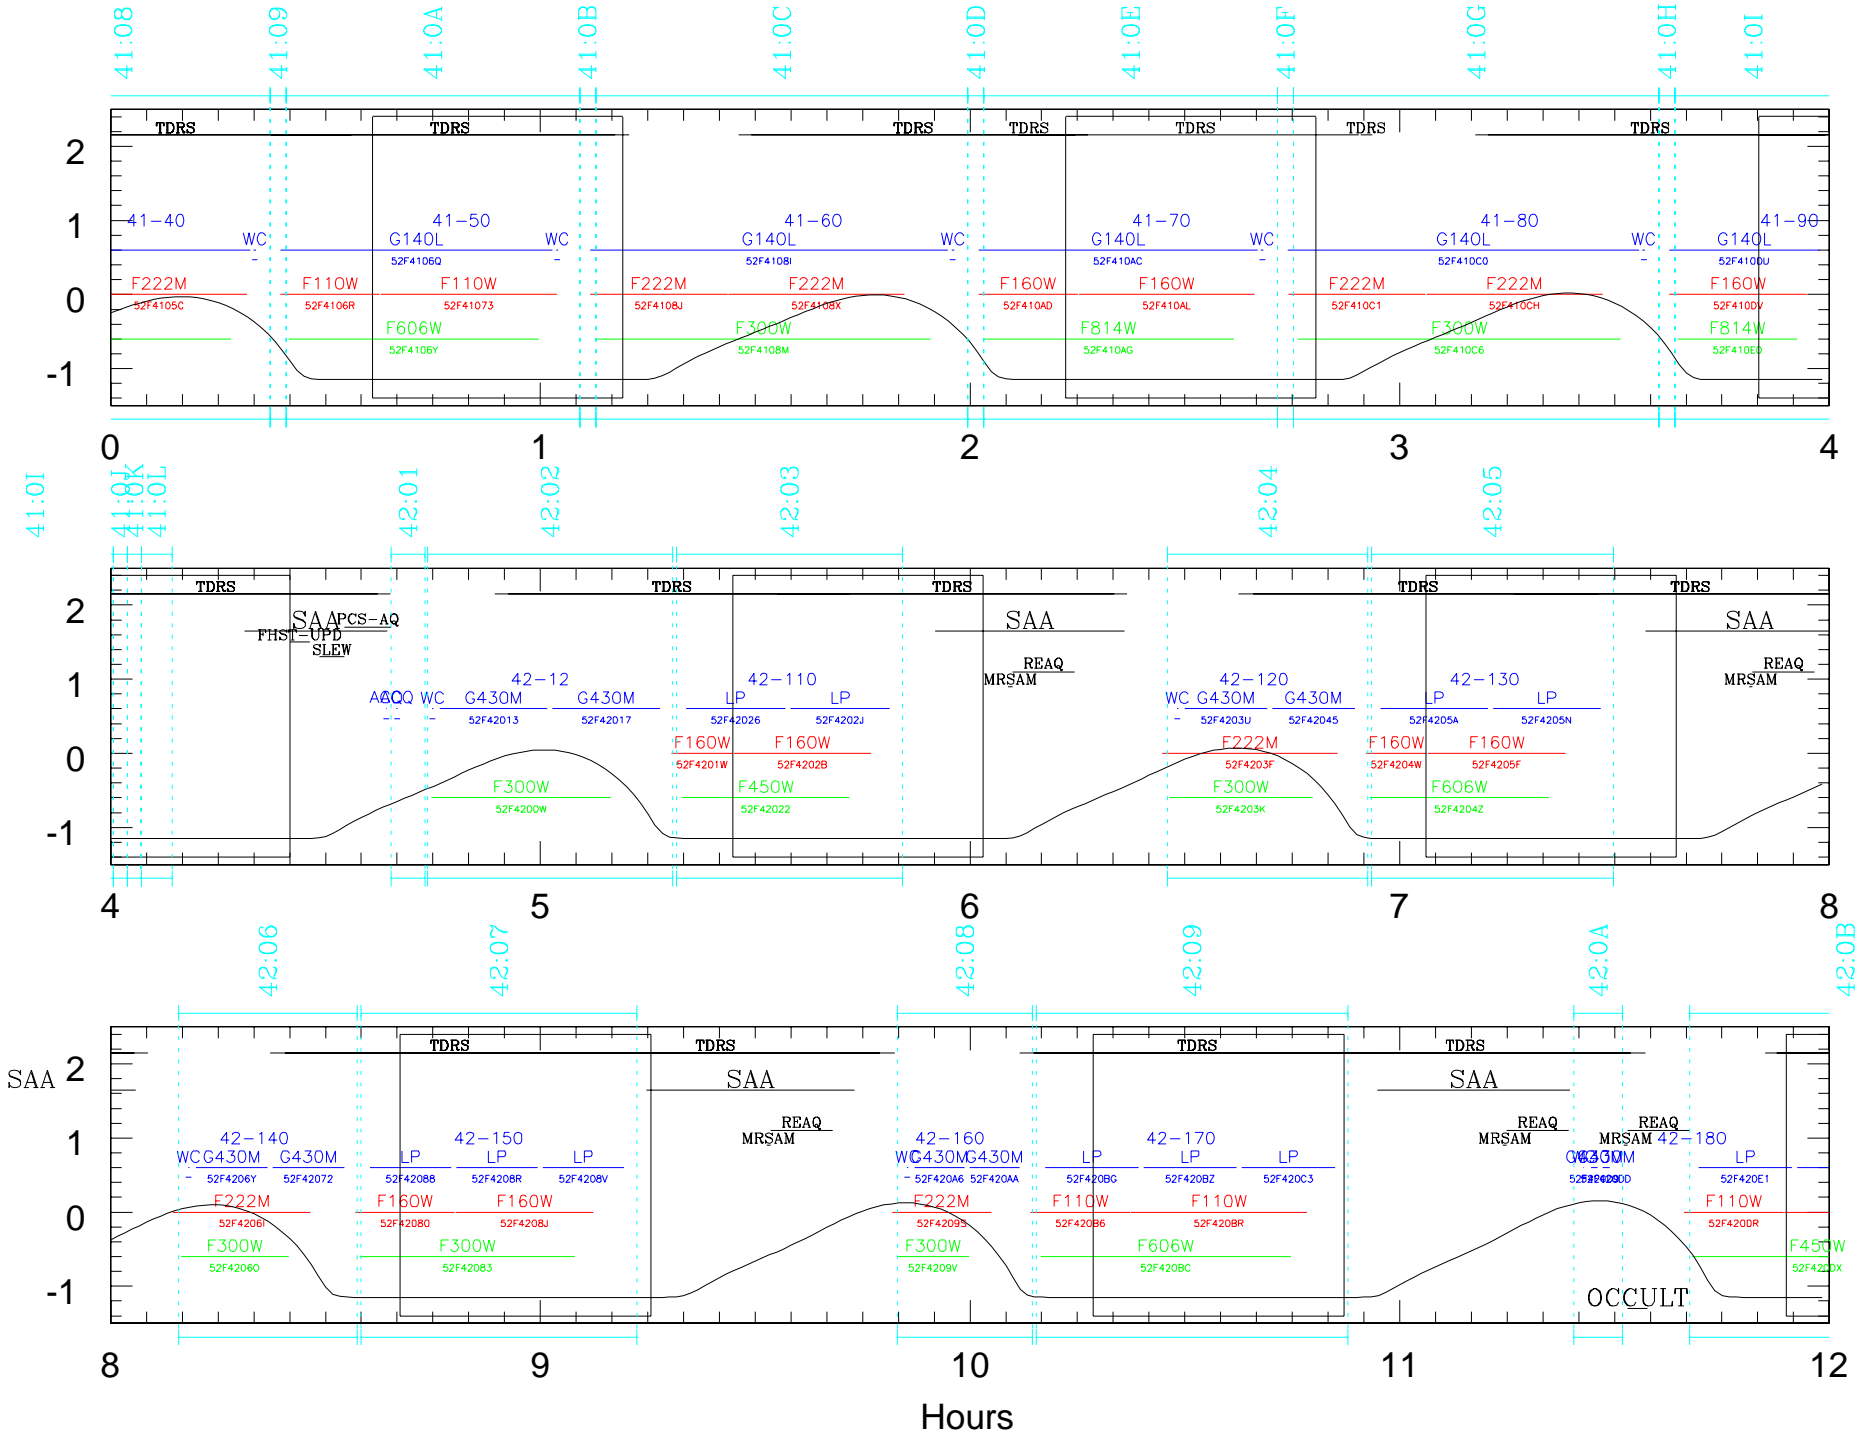 41:08 41:09 41:0A 41:0B 41:0C 41:0D 41:0E 41:0F 41:0G 41:0H 41:0I
TDRS TDRS TDRS TDRS TDRS TDRS TDRS
2
1
0
-1
41-40 41-50 41-60 41-70 41-80 41-90
WC G140L WC G140L WC G140L WC G140L WC G140L
52F4106Q 52F4108I 52F410AC 52F410C0 52F410DU
F222M F110W F110W F222M F222M F160W F160W F222M F222M F160W
52F4105C 52F4106R 52F41073 52F4108J 52F4108X 52F410AD 52F410AL 52F410C1 52F410CH 52F410DV
F606W F300W F814W F300W F814W
52F4106Y 52F4108M 52F410AG 52F410C6 52F410E0
0 1 2 3 4
41:0I 41:0J 41:0K 41:0L 42:01 42:02 42:03 42:04 42:05
TDRS TDRS TDRS TDRS TDRS
2
1
0
-1
SAA PCS-AQ SAA SAA
FHST-UPD
SLEW REAQ REAQ
MRSAM MRSAM
42-12 42-110 42-120 42-130
ACQ WC G430M G430M LP LP WC G430M G430M LP LP
52F42013 52F42017 52F42026 52F4202J 52F4203U 52F42045 52F4205A 52F4205N
F160W F160W F222M F160W F160W
52F4201W 52F4202B 52F4203F 52F4204W 52F4205F
F300W F450W F300W F606W
52F4200W 52F42022 52F4203K 52F4204Z
4 5 6 7 8
42:06 42:07 42:08 42:09 42:0A 42:0B
TDRS TDRS TDRS TDRS
SAA 2
1
0
-1
SAA SAA
REAQ REAQ REAQ
MRSAM MRSAM MRSAM
42-140 42-150 42-160 42-170 42-180
WC G430M G430M LP LP LP WC G430M G430M LP LP LP LP
52F4206Y 52F42072 52F4208B 52F4208R 52F4208V 52F420A6 52F420AA 52F420BG 52F420BZ 52F420C3 52F420E1
F222M F160W F160W F222M F110W F110W F110W
52F4206I 52F42080 52F4208J 52F4209S 52F420B6 52F420BR 52F420DR
F300W F300W F300W F606W F450W
52F4206O 52F42083 52F4209V 52F420BC 52F420DX
OCCULT
8 9 10 11 12
Hours